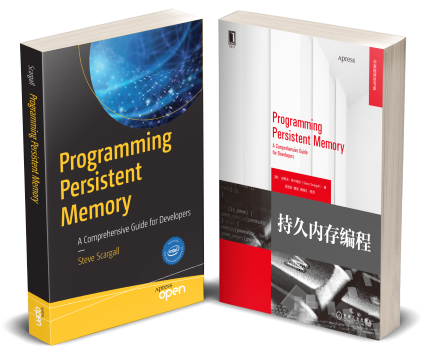 Scargall
Programming Persistent Memory
Programming
Persistent
Memory
A Comprehensive Guide for Developers
Steve Scargall
intel
Apress
open
Apress
Programming
Persistent Memory
A Comprehensive Guide
for Developers
持久内存编程